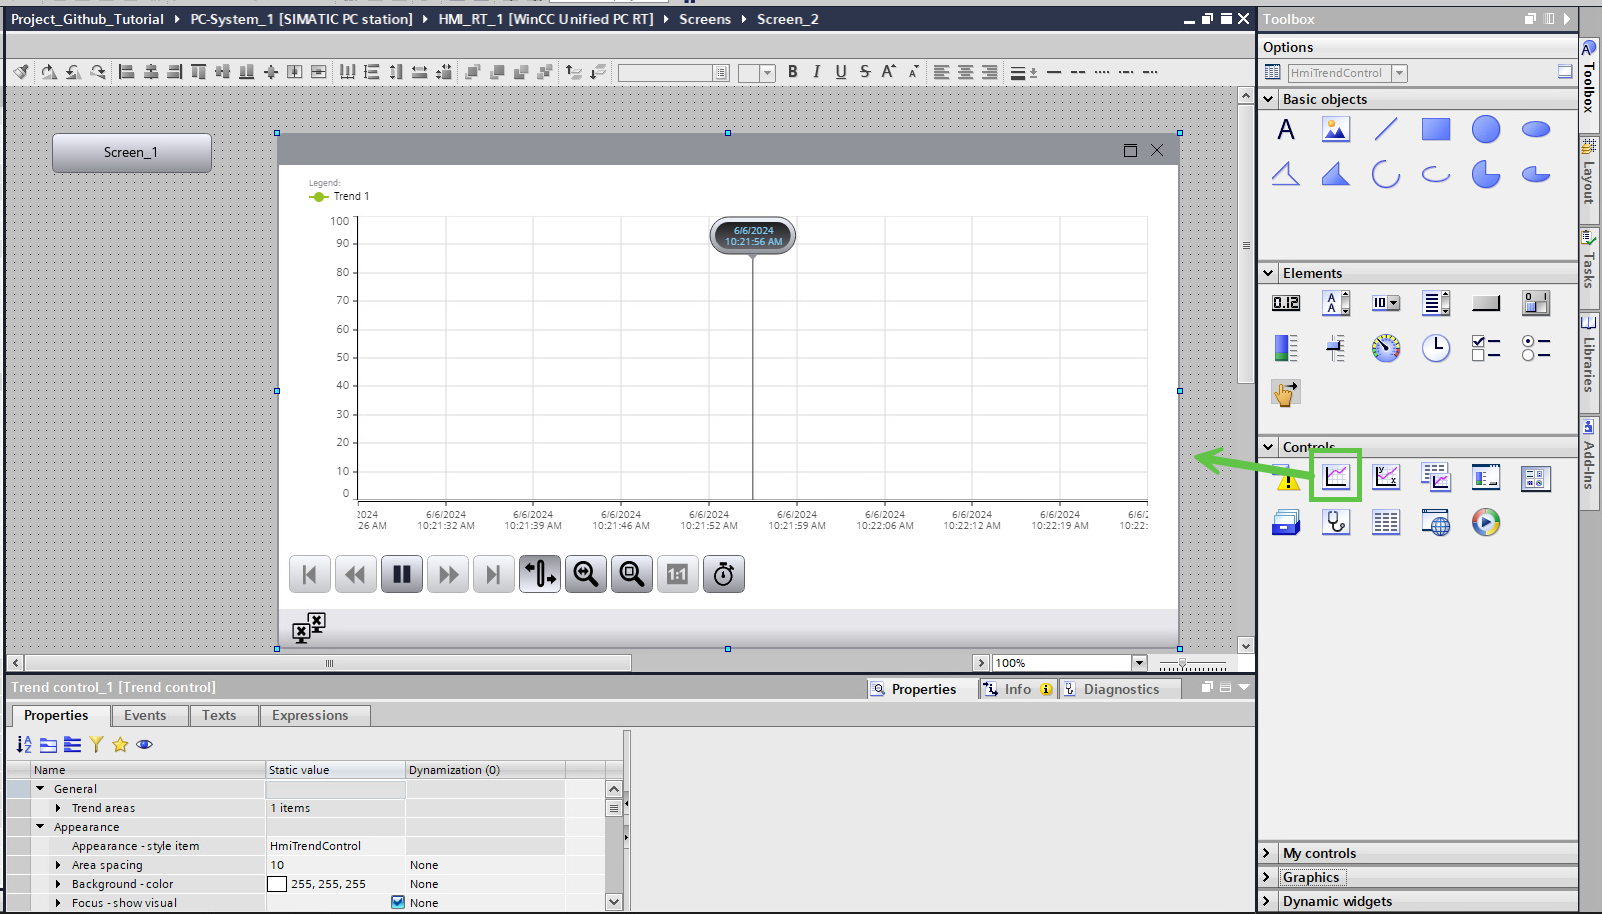 Project_Github_Tutorial › PC-System_1 [SIMATIC PC station] › HMI_RT_1 [WinCC Unified PC RT] › Screens › Screen_2
Toolbox
Options
HmiTrendControl
B I U S A A
Basic objects
A
Screen_1
Legend:
Trend 1
100
90
80
70
60
50
40
30
20
10
0
6/6/2024
10:21:56 AM
2024
26 AM
6/6/2024
10:21:32 AM
6/6/2024
10:21:39 AM
6/6/2024
10:21:46 AM
6/6/2024
10:21:52 AM
6/6/2024
10:21:59 AM
6/6/2024
10:22:06 AM
6/6/2024
10:22:12 AM
6/6/2024
10:22:19 AM
6/6/2
10:22:
1:1
Elements
0.12
A
A
10
0 I
Controls
y
x
My controls
Graphics
Dynamic widgets
Toolbox
Layout
Tasks
Libraries
Add-Ins
100%
Trend control_1 [Trend control]
Properties
Info
Diagnostics
Properties
Events
Texts
Expressions
Name
Static value
Dynamization (0)
General
Trend areas 1 items
Appearance
Appearance - style item HmiTrendControl
Area spacing 10 None
Background - color 255, 255, 255 None
Focus - show visual None